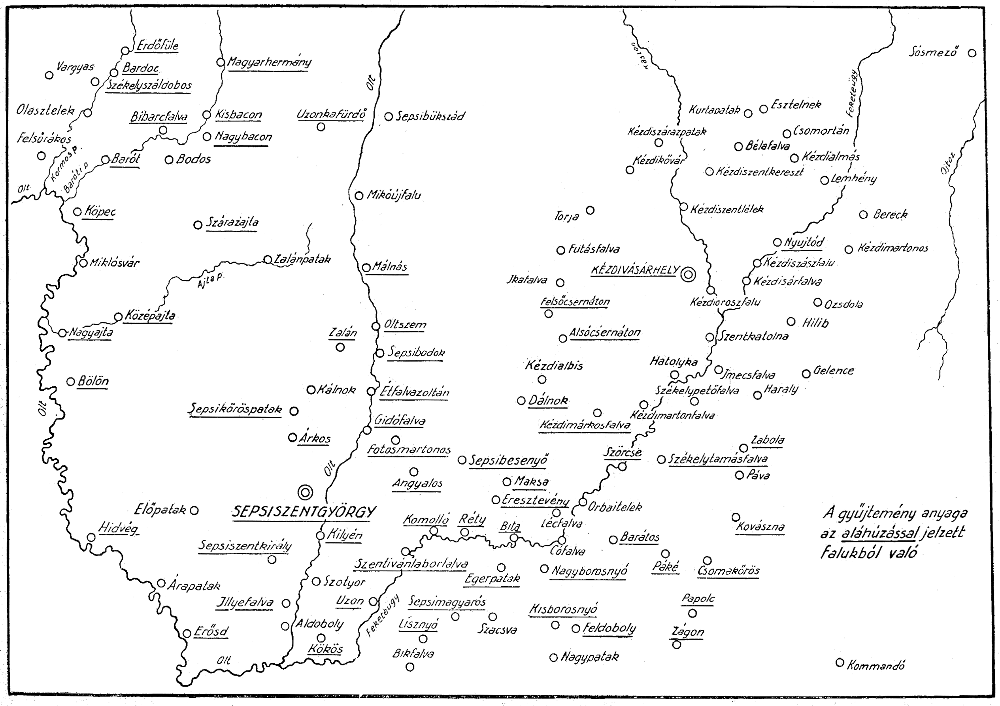 Erdőfüle
Vargyas
Bardoc
Székelyszáldobos
Magyarhermány
Olasztelek
Bibarcfalva
Kisbacon
Uzonkafürdő
Olt
Sepsibükszád
Felsőrákos
Nagybacon
Kormos p.
Baróti p
Barót
Bodos
Olt
Mikóújfalu
Köpec
Szárazajta
Miklósvár
Zalánpatak
Ajta p.
Málnás
Középajta
Nagyajta
Zalán
Oltszem
Sepsibodok
Bölön
Kálnok
Étfalvazoltán
Olt
Sepsikőröspatak
Gidófalva
Árkos
Fotosmartonos
Olt
Angyalos
Sepsibesenyő
Maksa
Eresztevény
Előpatak
SEPSISZENTGYÖRGY
Hidvég
Kilyén
Sepsiszentkirály
Komolló
Réty
Bita
Lécfalva
Cófalva
Szentivánlaborfalva
Árapatak
Szotyor
Egerpatak
Nagyborosnyó
Illyefalva
Uzon
Feketeügy
Sepsimagyarós
Kisborosnyó
Erősd
Aldoboly
Kökös
Lisznyó
Szacsva
Feldoboly
Olt
Bikfalva
Nagypatak
Kászon
Feketeügy
Sósmező
Kurtapatak
Esztelnek
Kézdiszárazpatak
Csomortán
Bélafalva
Kézdikővár
Kézdialmás
Kézdiszentkereszt
Lemhény
Ojtoz
Torja
Kézdiszentlélek
Bereck
Futásfalva
Nyujtód
Kézdimartonos
KÉZDIVÁSÁRHELY
Kézdiszászfalu
Ikafalva
Kézdisárfalva
Felsőcsernáton
Kézdioroszfalu
Ozsdola
Hilib
Alsócsernáton
Szentkatolna
Kézdialbis
Hatolyka
Imecsfalva
Gelence
Dálnok
Székelypetőfalva
Haraly
Kézdimárkosfalva
Kézdimartonfalva
Zabola
Szörcse
Székelytamásfalva
Páva
Orbaitelek
Kovászna
Barátos
Páké
Csomakőrös
Papolc
Zágon
Kommandó
A gyűjtemény anyaga
az aláhúzással jelzett
falukból való